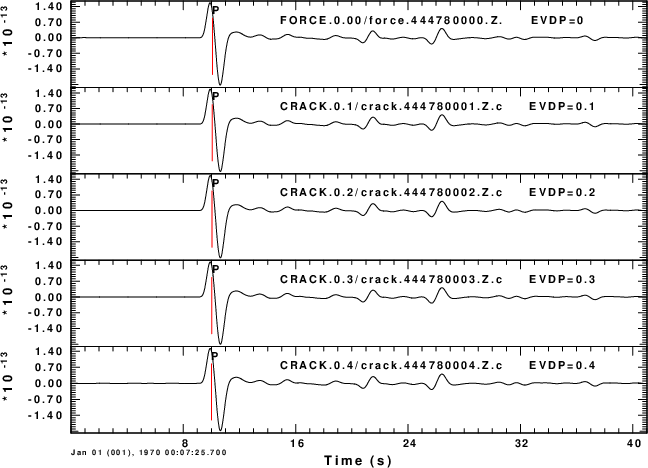 1.40
0.70
0.00
-0.70
-1.40
*10 -13
P
FORCE.0.00/force.444780000.Z. EVDP=0
1.40
0.70
0.00
-0.70
-1.40
*10 -13
P
CRACK.0.1/crack.444780001.Z.c EVDP=0.1
1.40
0.70
0.00
-0.70
-1.40
*10 -13
P
CRACK.0.2/crack.444780002.Z.c EVDP=0.2
1.40
0.70
0.00
-0.70
-1.40
*10 -13
P
CRACK.0.3/crack.444780003.Z.c EVDP=0.3
1.40
0.70
0.00
-0.70
-1.40
*10 -13
P
CRACK.0.4/crack.444780004.Z.c EVDP=0.4
8 16 24 32 40
Jan 01 (001), 1970 00:07:25.700
Time (s)